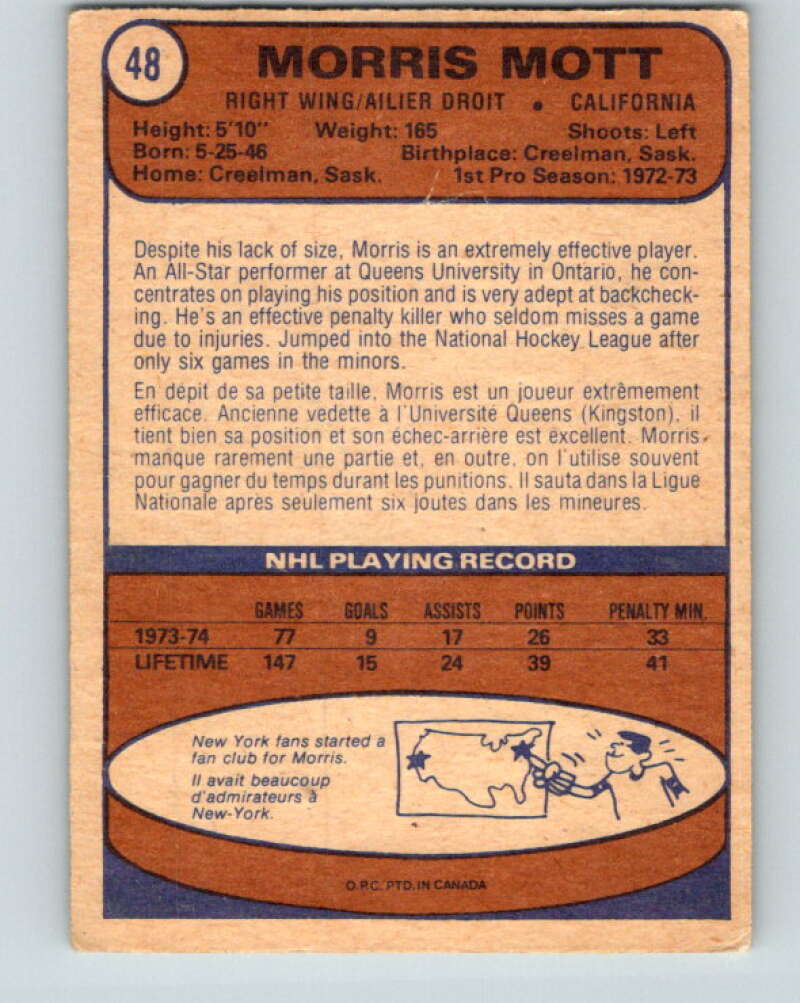 48
MORRIS MOTT
RIGHT WING/AILIER DROIT • CALIFORNIA
Height: 5'10" Weight: 165 Shoots: Left
Born: 5-25-46 Birthplace: Creelman, Sask.
Home: Creelman, Sask. 1st Pro Season: 1972-73
Despite his lack of size, Morris is an extremely effective player.
An All-Star performer at Queens University in Ontario, he con-
centrates on playing his position and is very adept at backcheck-
ing. He's an effective penalty killer who seldom misses a game
due to injuries. Jumped into the National Hockey League after
only six games in the minors.
En dépit de sa petite taille, Morris est un joueur extrêmement
efficace. Ancienne vedette à l'Université Queens (Kingston), il
tient bien sa position et son échec-arrière est excellent. Morris
manque rarement une partie et, en outre, on l'utilise souvent
pour gagner du temps durant les punitions. Il sauta dans la Ligue
Nationale après seulement six joutes dans les mineures.
NHL PLAYING RECORD
GAMES GOALS ASSISTS POINTS PENALTY MIN.
1973-74 77 9 17 26 33
LIFETIME 147 15 24 39 41
New York fans started a
fan club for Morris.
Il avait beaucoup
d'admirateurs à
New-York.
O.P.C. PTD. IN CANADA